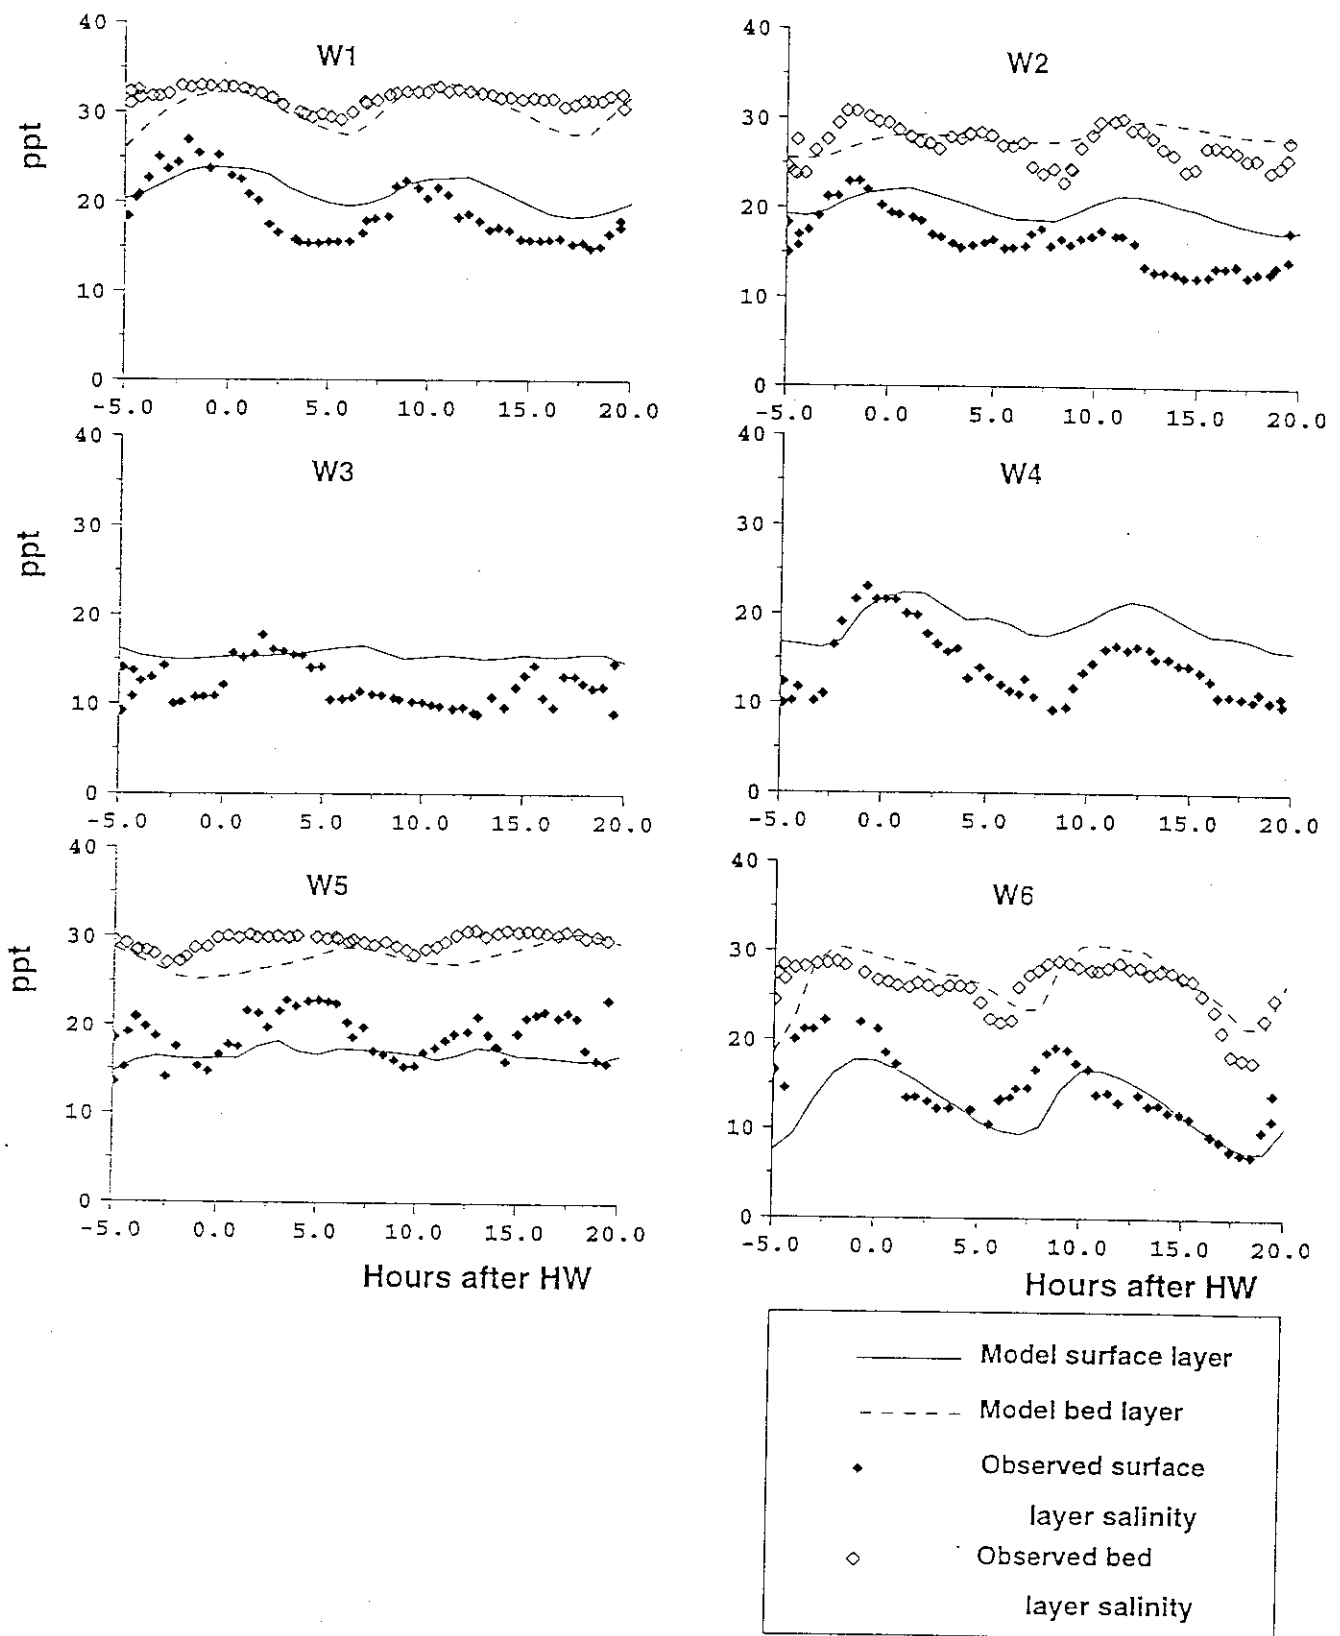 W1
ppt
40
30
20
10
0
-5.0 0.0 5.0 10.0 15.0 20.0
W2
40
30
20
10
0
-5.0 0.0 5.0 10.0 15.0 20.0
W3
ppt
40
30
20
10
0
-5.0 0.0 5.0 10.0 15.0 20.0
W4
40
30
20
10
0
-5.0 0.0 5.0 10.0 15.0 20.0
W5
ppt
40
30
20
10
0
-5.0 0.0 5.0 10.0 15.0 20.0
Hours after HW
W6
40
30
20
10
0
-5.0 0.0 5.0 10.0 15.0 20.0
Hours after HW
Model surface layer
Model bed layer
Observed surface
layer salinity
Observed bed
layer salinity